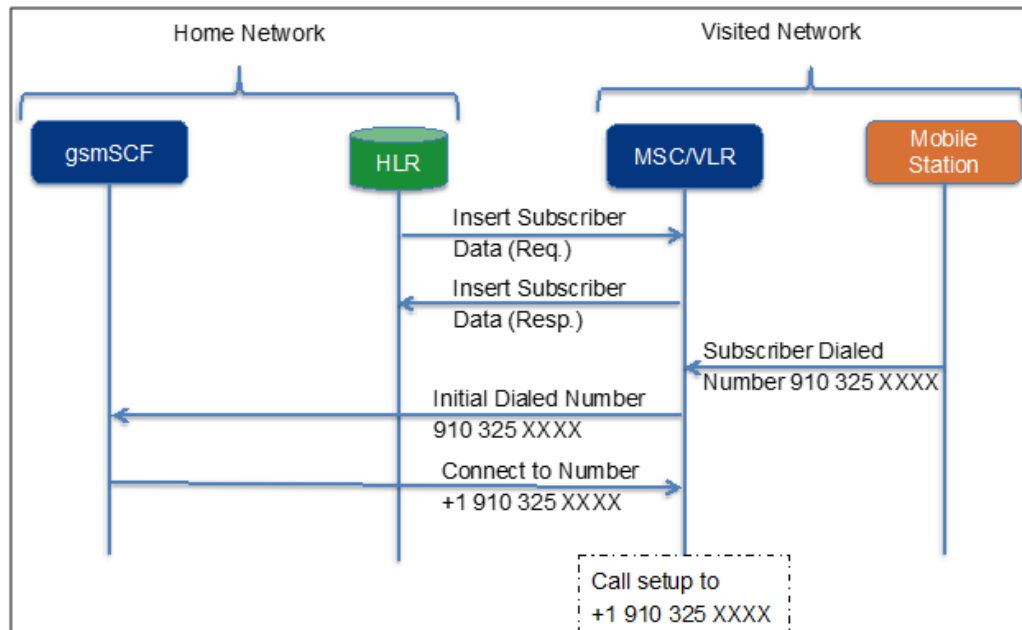 Home Network
Visited Network
gsmSCF
HLR
MSC/VLR
Mobile
Station
Insert Subscriber
Data (Req.)
Insert Subscriber
Data (Resp.)
Subscriber Dialed
Number 910 325 XXXX
Initial Dialed Number
910 325 XXXX
Connect to Number
+1 910 325 XXXX
Call setup to
+1 910 325 XXXX